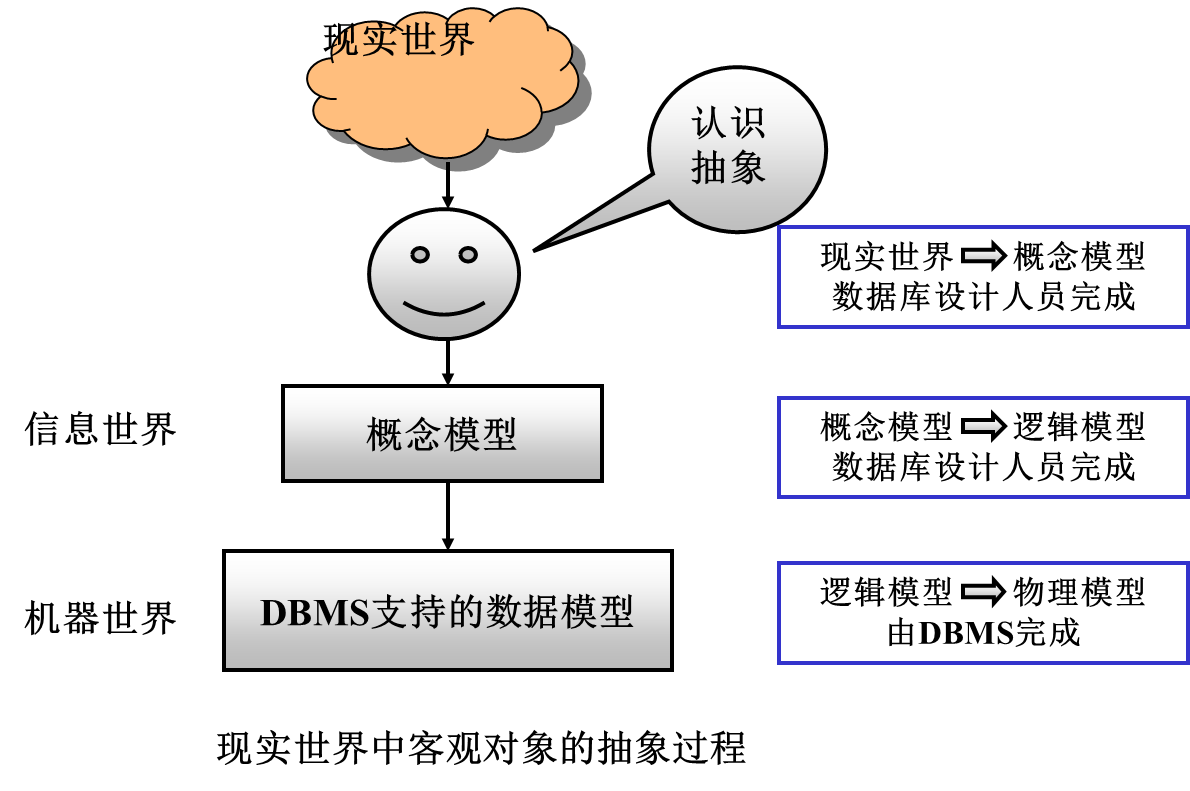 现实世界
认识
抽象
现实世界 概念模型
数据库设计人员完成
信息世界
概念模型
概念模型 逻辑模型
数据库设计人员完成
机器世界
DBMS支持的数据模型
逻辑模型 物理模型
由DBMS完成
现实世界中客观对象的抽象过程